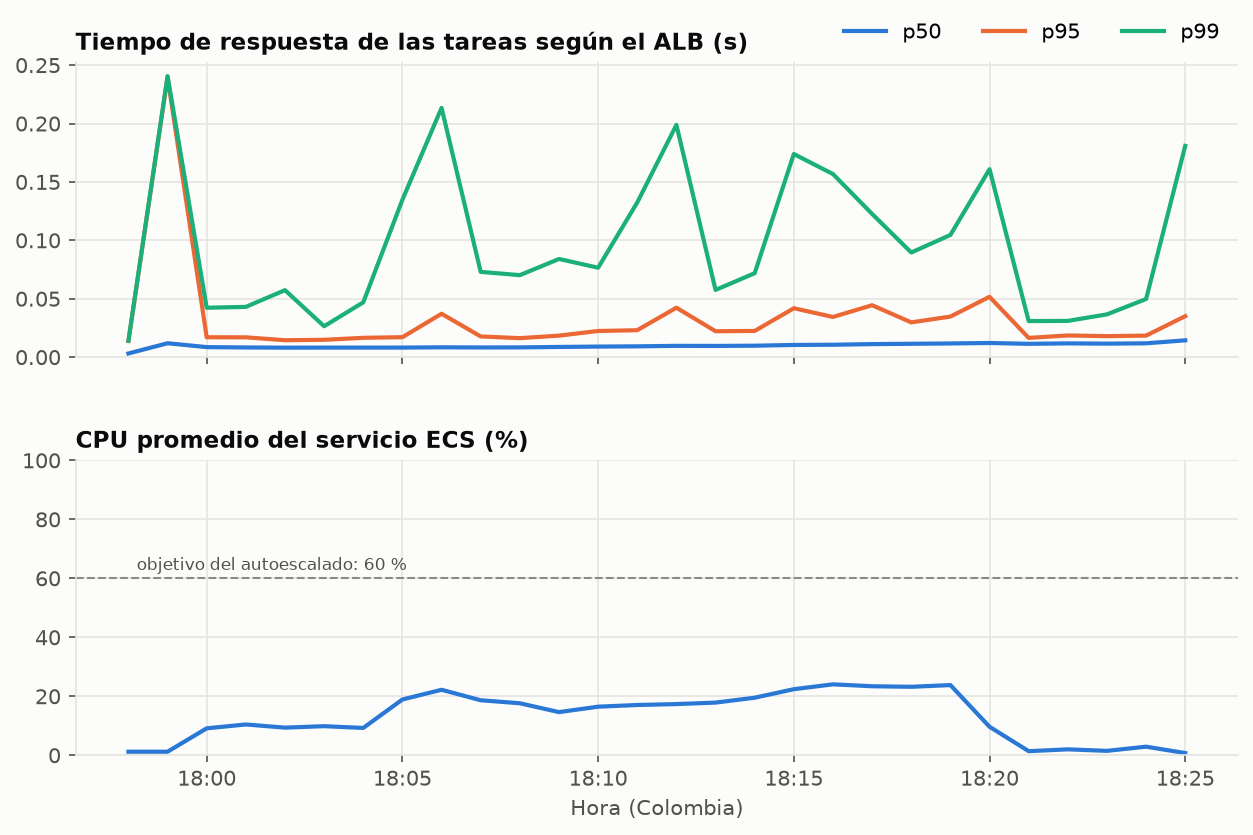 Tiempo de respuesta de las tareas según el ALB (s)
p50 p95 p99
0.25
0.20
0.15
0.10
0.05
0.00
CPU promedio del servicio ECS (%)
100
80
objetivo del autoescalado: 60 %
60
40
20
0
18:00 18:05 18:10 18:15 18:20 18:25
Hora (Colombia)